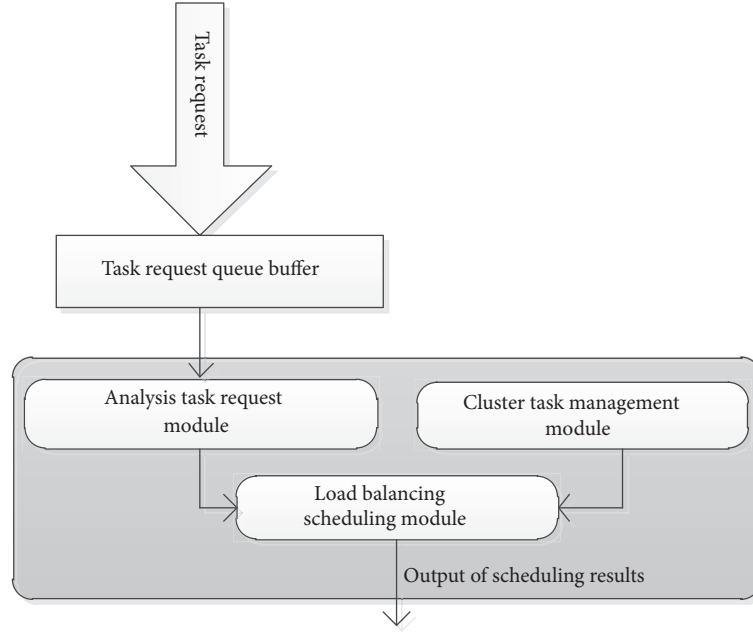 Task request
Task request queue buffer
Analysis task request
module
Cluster task management
module
Load balancing
scheduling module
Output of scheduling results